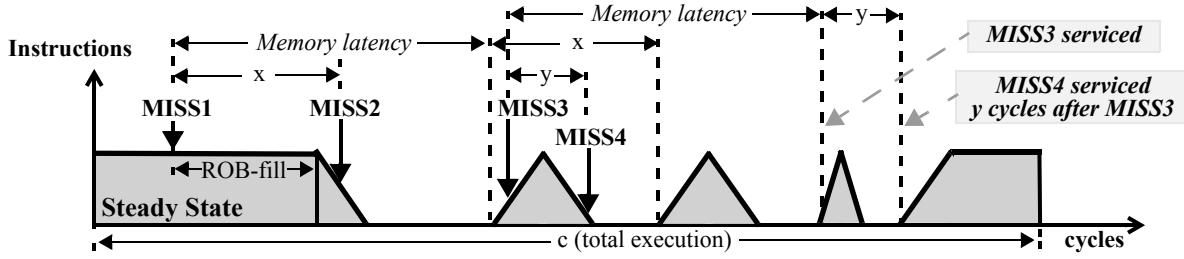 Memory latency
y
MISS3 serviced
Instructions
Memory latency
x
x
y
MISS4 serviced
y cycles after MISS3
MISS1
MISS2
MISS3
MISS4
ROB-fill
Steady State
c (total execution)
cycles